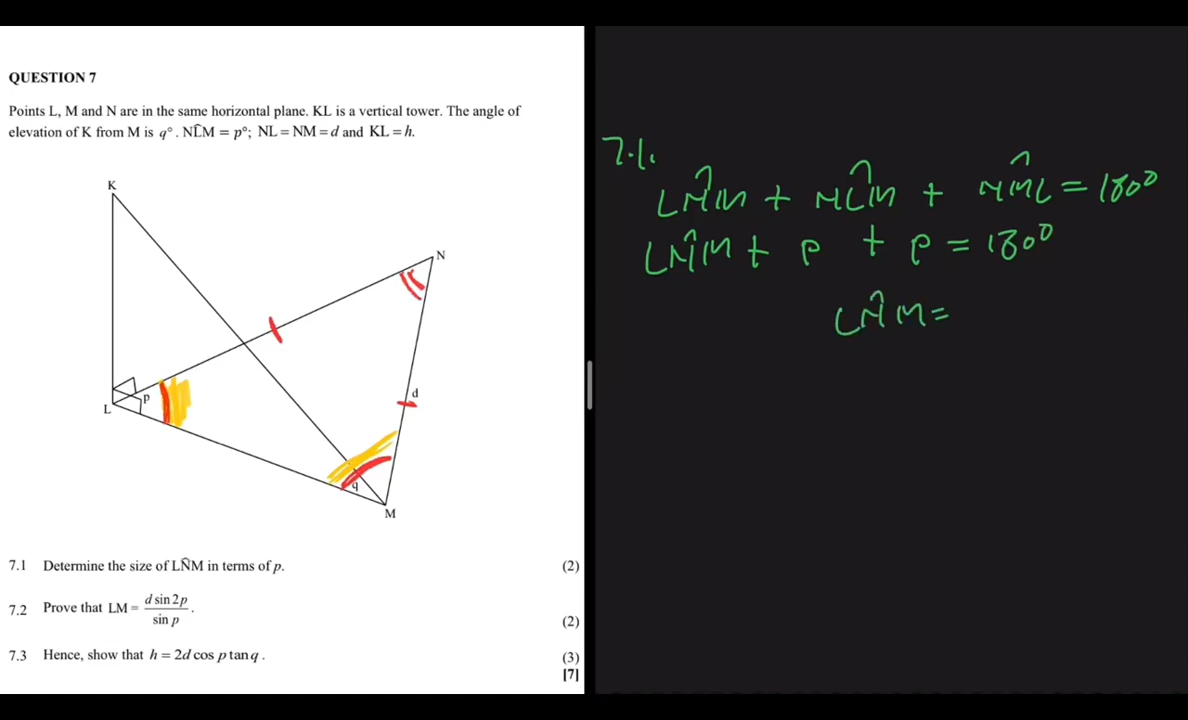 QUESTION 7
Points L, M and N are in the same horizontal plane. KL is a vertical tower. The angle of
elevation of K from M is q°. NL̂M = p°; NL = NM = d and KL = h.
K
N
d
p
L
q
M
7.1 Determine the size of LN̂M in terms of p. (2)
7.2 Prove that LM = d sin 2p / sin p . (2)
7.3 Hence, show that h = 2d cos p tan q . (3)
[7]
7.1.
LN̂M + NL̂M + NM̂L = 180°
LN̂M + p + p = 180°
LN̂M =